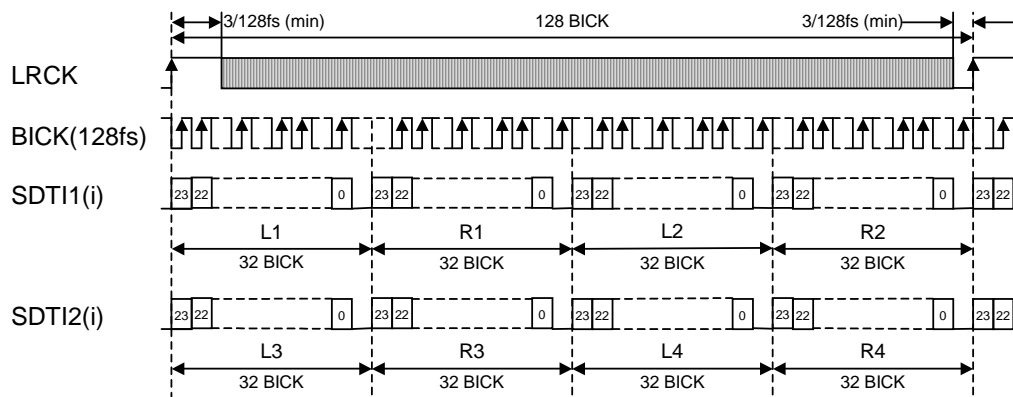 3/128fs (min) 128 BICK 3/128fs (min)
LRCK
BICK(128fs)
SDTI1(i) 23 22 0 23 22 0 23 22 0 23 22 0 23 22
L1 R1 L2 R2
32 BICK 32 BICK 32 BICK 32 BICK
SDTI2(i) 23 22 0 23 22 0 23 22 0 23 22 0 23 22
L3 R3 L4 R4
32 BICK 32 BICK 32 BICK 32 BICK